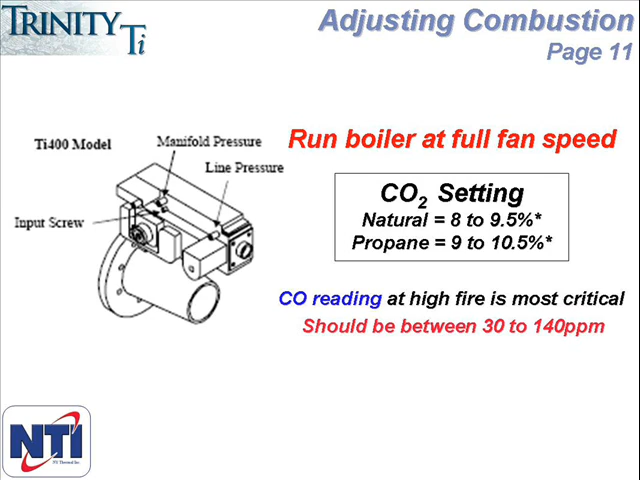 TRINITY Ti
Adjusting Combustion
Page 11
Run boiler at full fan speed
Ti400 Model
Manifold Pressure
Line Pressure
Input Screw
CO₂ Setting
Natural = 8 to 9.5%*
Propane = 9 to 10.5%*
CO reading at high fire is most critical
Should be between 30 to 140ppm
NTI